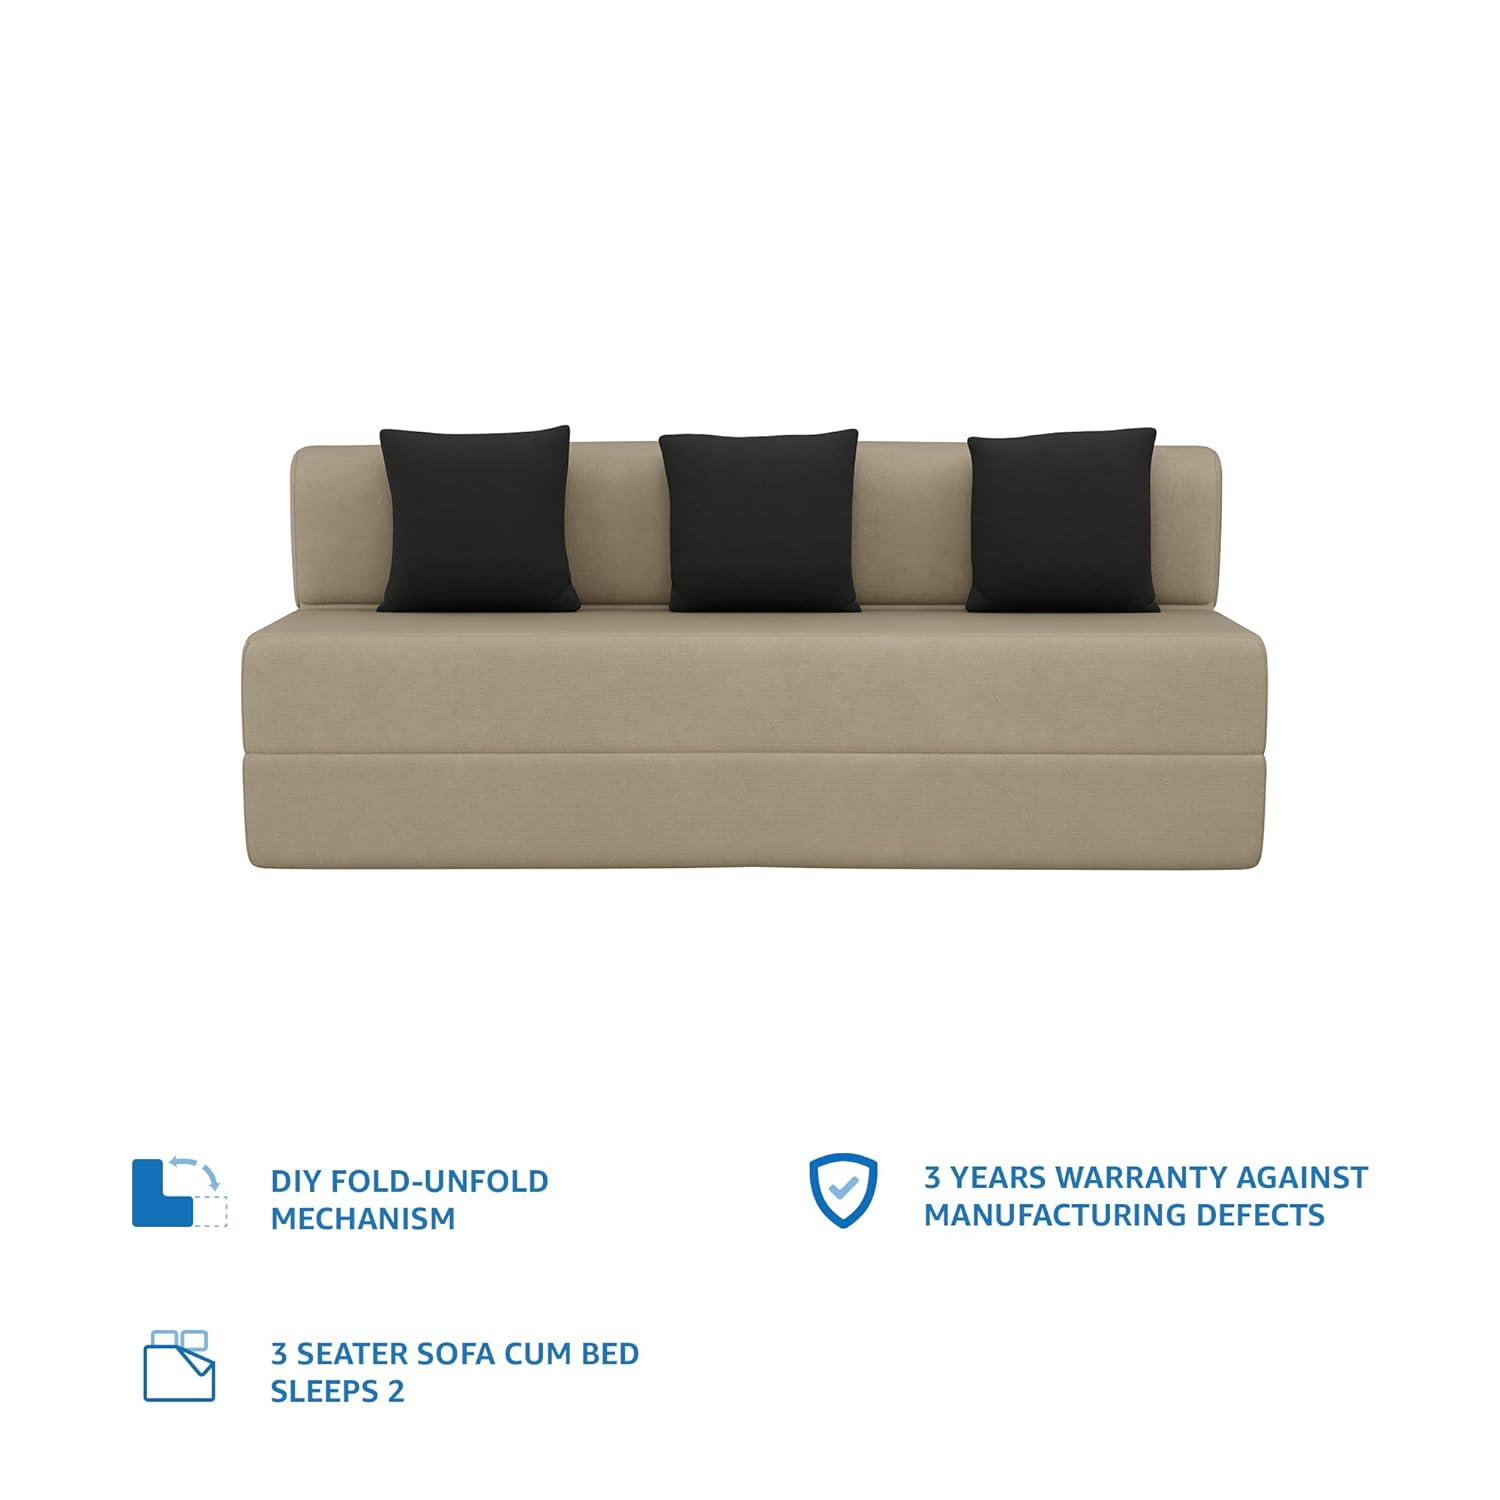 DIY FOLD-UNFOLD
MECHANISM
3 YEARS WARRANTY AGAINST
MANUFACTURING DEFECTS
3 SEATER SOFA CUM BED
SLEEPS 2